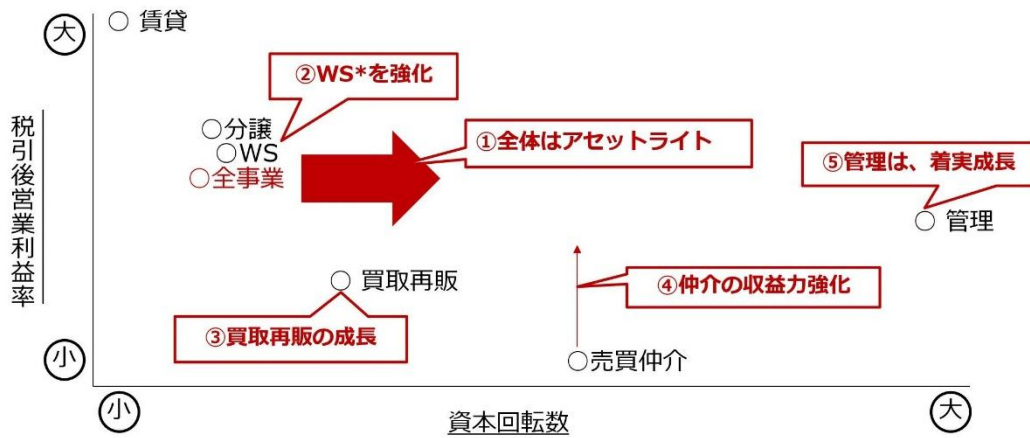 大
○ 賃貸
②WS*を強化
○分譲
○WS
○全事業
①全体はアセットライト
⑤管理は、着実成長
○ 管理
税引後営業利益率
○ 買取再販
③買取再販の成長
④仲介の収益力強化
○売買仲介
小
小
資本回転数
大